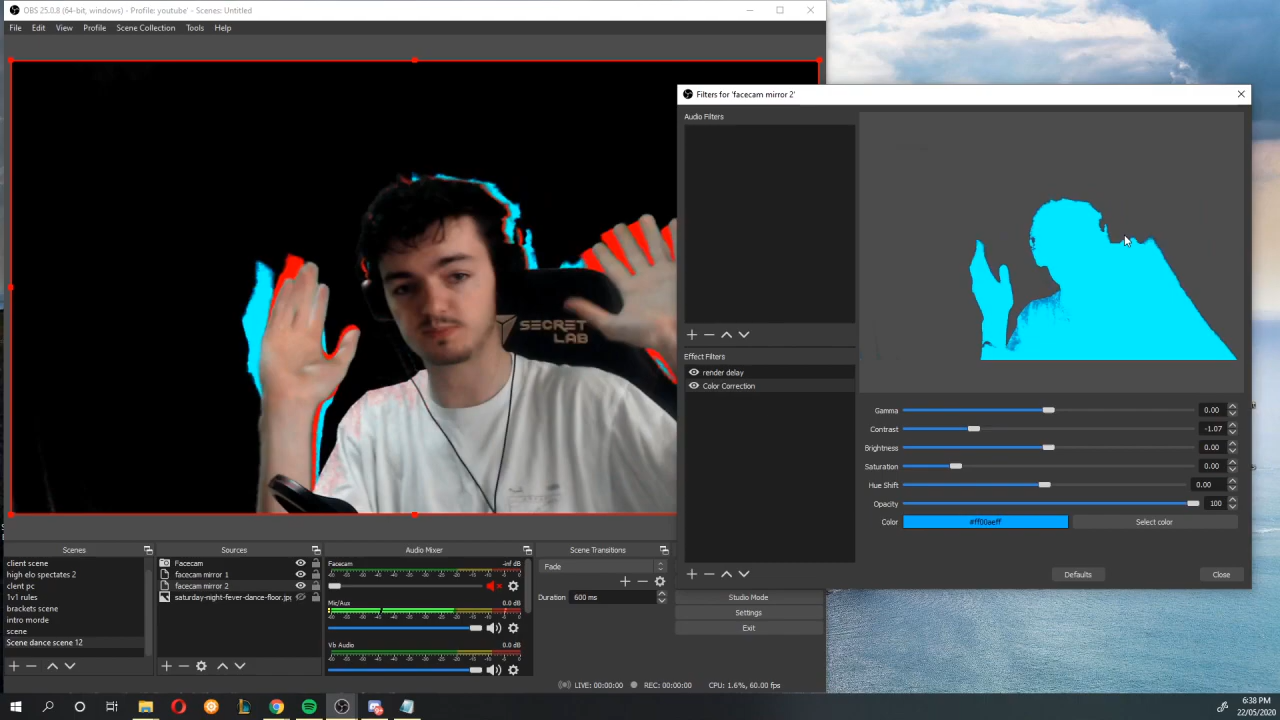 OBS 25.0.8 (64-bit, windows) - Profile: youtube' - Scenes: Untitled
File Edit View Profile Scene Collection Tools Help
SECRET
LAB
Filters for 'facecam mirror 2'
Audio Filters
Effect Filters
render delay
Color Correction
Gamma 0.00
Contrast -1.07
Brightness 0.00
Saturation 0.00
Hue Shift 0.00
Opacity 100
Color #ff00aeff Select color
Defaults Close
Scenes
client scene
high elo spectates 2
client pc
1v1 rules
brackets scene
intro morde
scene
Scene dance scene 12
Sources
Facecam
facecam mirror 1
facecam mirror 2
saturday-night-fever-dance-floor.jpg
Audio Mixer
Facecam -inf dB
Mic/Aux 0.0 dB
Vb Audio 0.0 dB
Scene Transitions
Fade
Duration 600 ms
Studio Mode
Settings
Exit
LIVE: 00:00:00 REC: 00:00:00 CPU: 1.6%, 60.00 fps
6:38 PM
22/05/2020